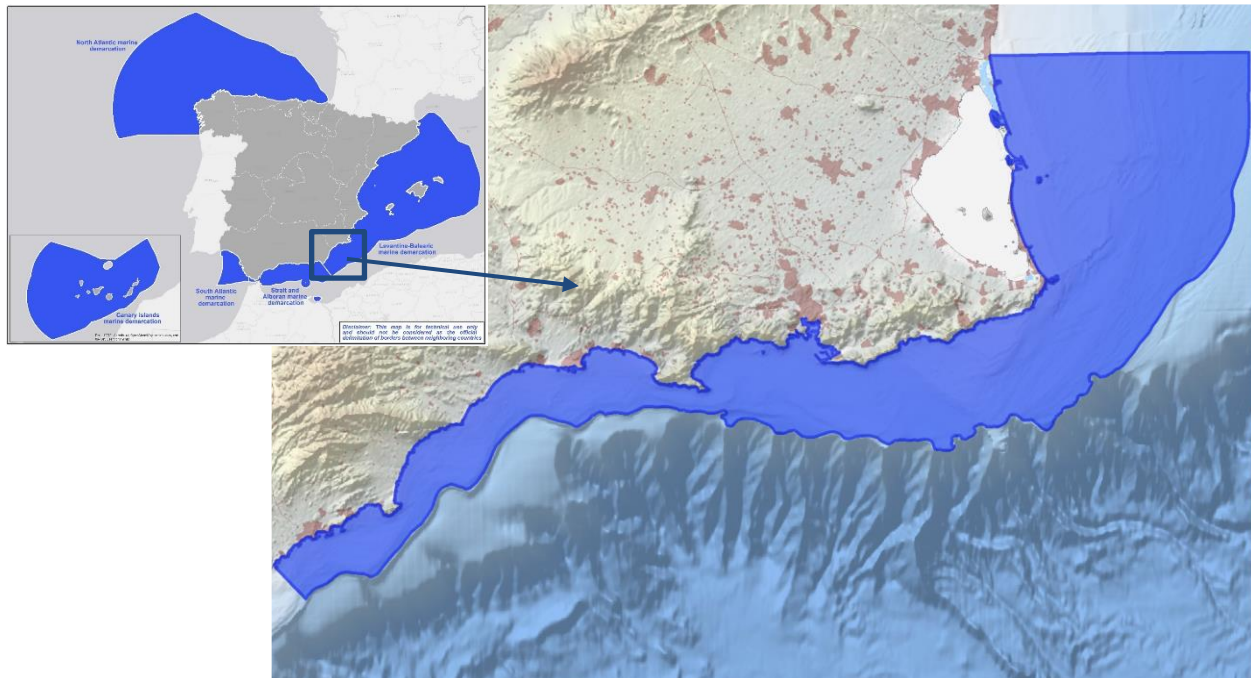 North Atlantic marine
demarcation
Levantine-Balearic
marine demarcation
South Atlantic
marine
demarcation
Strait and
Alboran marine
demarcation
Canary Islands
marine demarcation
Disclaimer: This map is for technical use only
and should not be considered as the official
delimitation of borders between neighboring countries